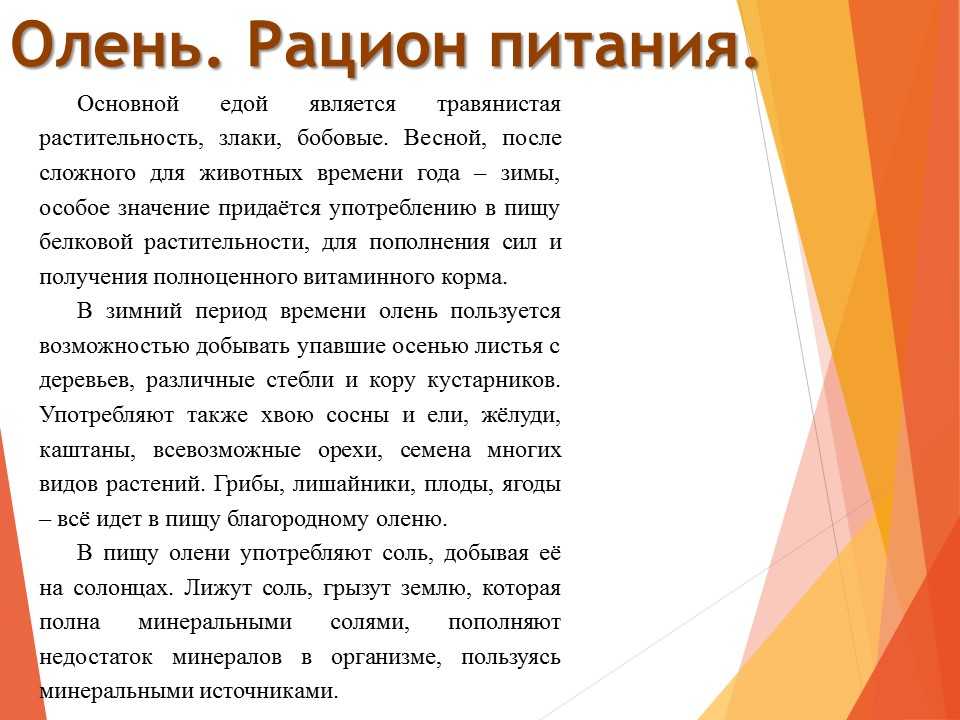 Олень. Рацион питания.
Основной едой является травянистая
растительность, злаки, бобовые. Весной, после
сложного для животных времени года – зимы,
особое значение придаётся употреблению в пищу
белковой растительности, для пополнения сил и
получения полноценного витаминного корма.
В зимний период времени олень пользуется
возможностью добывать упавшие осенью листья с
деревьев, различные стебли и кору кустарников.
Употребляют также хвою сосны и ели, жёлуди,
каштаны, всевозможные орехи, семена многих
видов растений. Грибы, лишайники, плоды, ягоды
– всё идет в пищу благородному оленю.
В пищу олени употребляют соль, добывая её
на солонцах. Лижут соль, грызут землю, которая
полна минеральными солями, пополняют
недостаток минералов в организме, пользуясь
минеральными источниками.